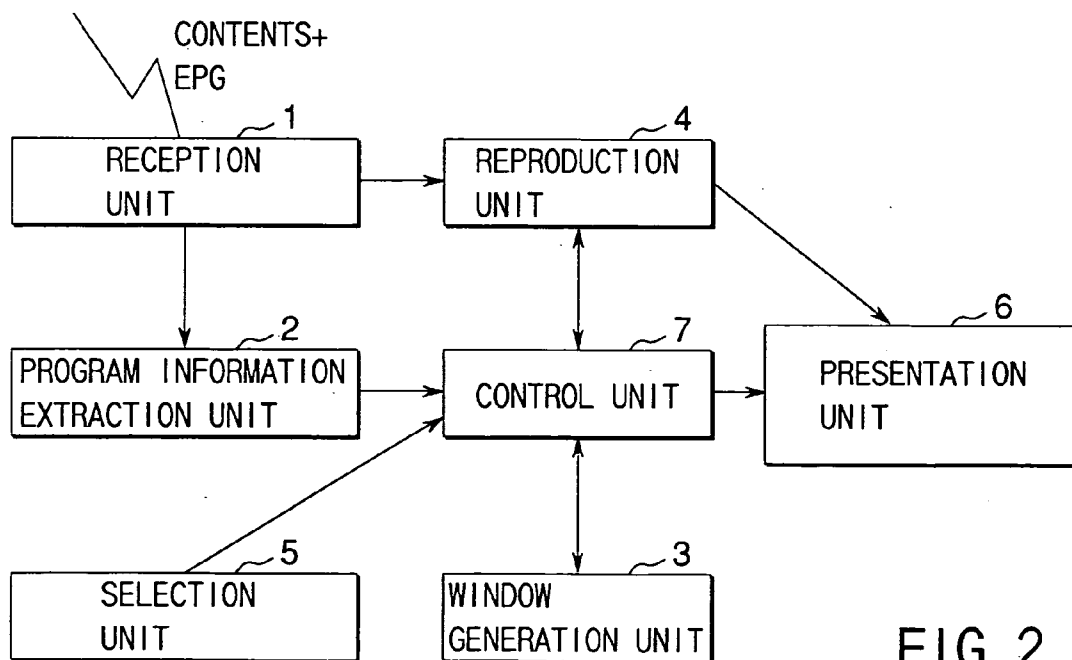 CONTENTS+
EPG
1
RECEPTION
UNIT
4
REPRODUCTION
UNIT
2
PROGRAM INFORMATION
EXTRACTION UNIT
7
CONTROL UNIT
6
PRESENTATION
UNIT
5
SELECTION
UNIT
3
WINDOW
GENERATION UNIT
FIG. 2